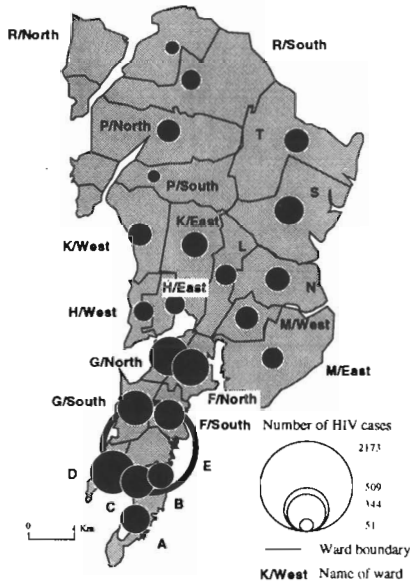 R/North
R/South
P/North
T
P/South
S
K/East
K/West
L
H/East
N
H/West
M/West
G/North
M/East
F/North
G/South
F/South
Number of HIV cases
2173
D
E
509
C
B
344
51
A
0 4 Km
Ward boundary
K/West Name of ward